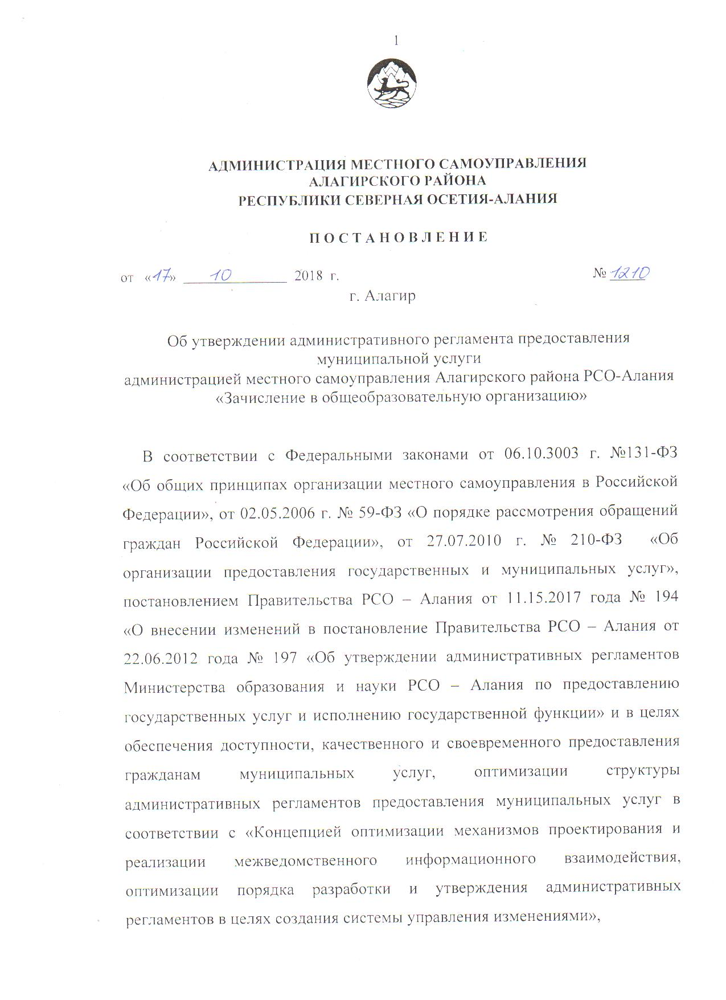 1
АДМИНИСТРАЦИЯ МЕСТНОГО САМОУПРАВЛЕНИЯ
АЛАГИРСКОГО РАЙОНА
РЕСПУБЛИКИ СЕВЕРНАЯ ОСЕТИЯ-АЛАНИЯ
П О С Т А Н О В Л Е Н И Е
от «17» 10 2018 г. № 1210
г. Алагир
Об утверждении административного регламента предоставления
муниципальной услуги
администрацией местного самоуправления Алагирского района РСО-Алания
«Зачисление в общеобразовательную организацию»
В соответствии с Федеральными законами от 06.10.3003 г. №131-ФЗ
«Об общих принципах организации местного самоуправления в Российской
Федерации», от 02.05.2006 г. № 59-ФЗ «О порядке рассмотрения обращений
граждан Российской Федерации», от 27.07.2010 г. № 210-ФЗ «Об
организации предоставления государственных и муниципальных услуг»,
постановлением Правительства РСО – Алания от 11.15.2017 года № 194
«О внесении изменений в постановление Правительства РСО – Алания от
22.06.2012 года № 197 «Об утверждении административных регламентов
Министерства образования и науки РСО – Алания по предоставлению
государственных услуг и исполнению государственной функции» и в целях
обеспечения доступности, качественного и своевременного предоставления
гражданам муниципальных услуг, оптимизации структуры
административных регламентов предоставления муниципальных услуг в
соответствии с «Концепцией оптимизации механизмов проектирования и
реализации межведомственного информационного взаимодействия,
оптимизации порядка разработки и утверждения административных
регламентов в целях создания системы управления изменениями»,